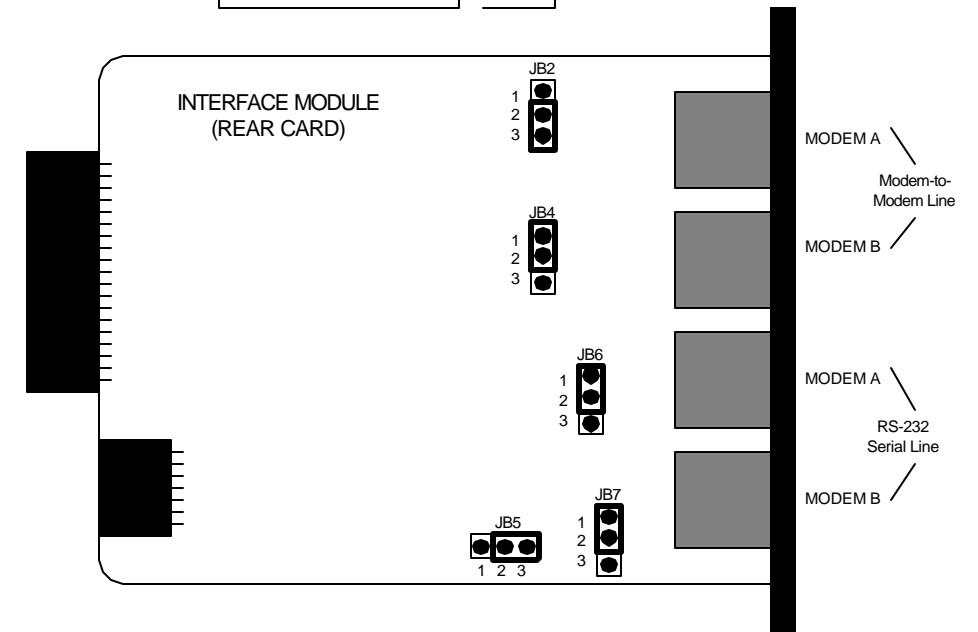 JB2
INTERFACE MODULE
(REAR CARD)
1
2
3
MODEM A
Modem-to-
Modem Line
JB4
1
2
3
MODEM B
JB6
1
2
3
MODEM A
RS-232
Serial Line
JB7
1
2
3
MODEM B
JB5
1 2 3